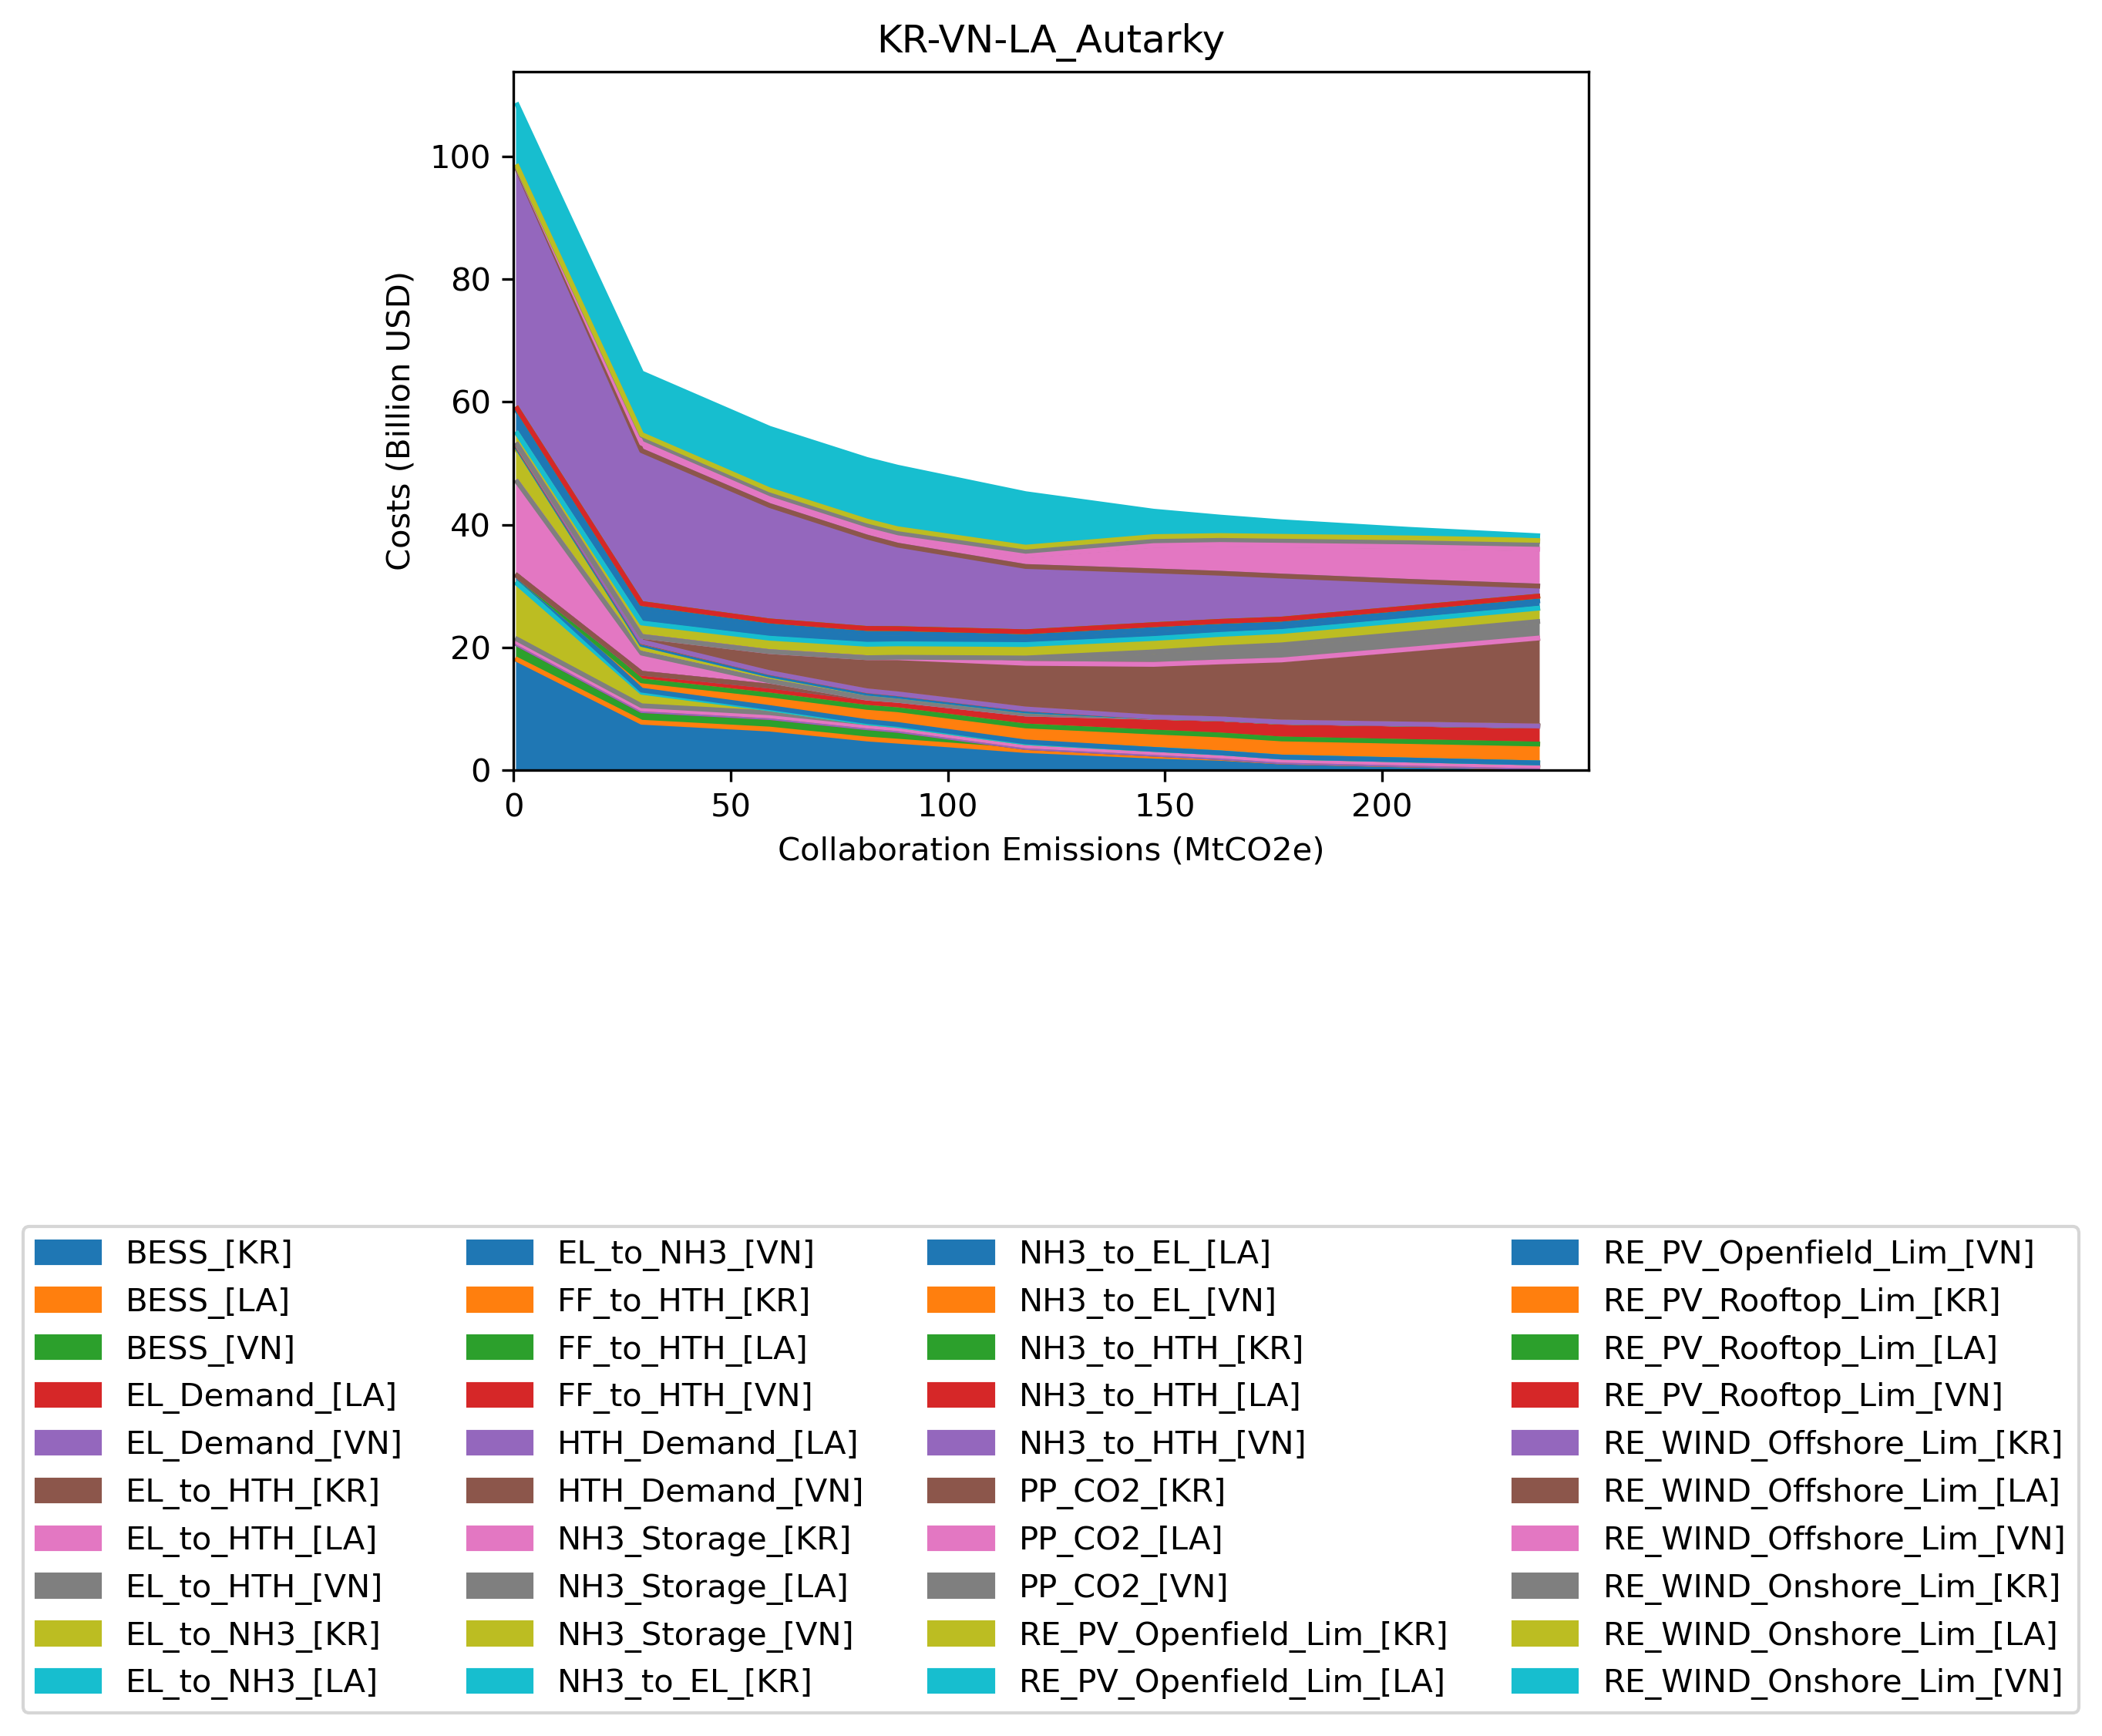 KR-VN-LA_Autarky
Costs (Billion USD)
100
80
60
40
20
0
0 50 100 150 200
Collaboration Emissions (MtCO2e)
BESS_[KR]
BESS_[LA]
BESS_[VN]
EL_Demand_[LA]
EL_Demand_[VN]
EL_to_HTH_[KR]
EL_to_HTH_[LA]
EL_to_HTH_[VN]
EL_to_NH3_[KR]
EL_to_NH3_[LA]
EL_to_NH3_[VN]
FF_to_HTH_[KR]
FF_to_HTH_[LA]
FF_to_HTH_[VN]
HTH_Demand_[LA]
HTH_Demand_[VN]
NH3_Storage_[KR]
NH3_Storage_[LA]
NH3_Storage_[VN]
NH3_to_EL_[KR]
NH3_to_EL_[LA]
NH3_to_EL_[VN]
NH3_to_HTH_[KR]
NH3_to_HTH_[LA]
NH3_to_HTH_[VN]
PP_CO2_[KR]
PP_CO2_[LA]
PP_CO2_[VN]
RE_PV_Openfield_Lim_[KR]
RE_PV_Openfield_Lim_[LA]
RE_PV_Openfield_Lim_[VN]
RE_PV_Rooftop_Lim_[KR]
RE_PV_Rooftop_Lim_[LA]
RE_PV_Rooftop_Lim_[VN]
RE_WIND_Offshore_Lim_[KR]
RE_WIND_Offshore_Lim_[LA]
RE_WIND_Offshore_Lim_[VN]
RE_WIND_Onshore_Lim_[KR]
RE_WIND_Onshore_Lim_[LA]
RE_WIND_Onshore_Lim_[VN]